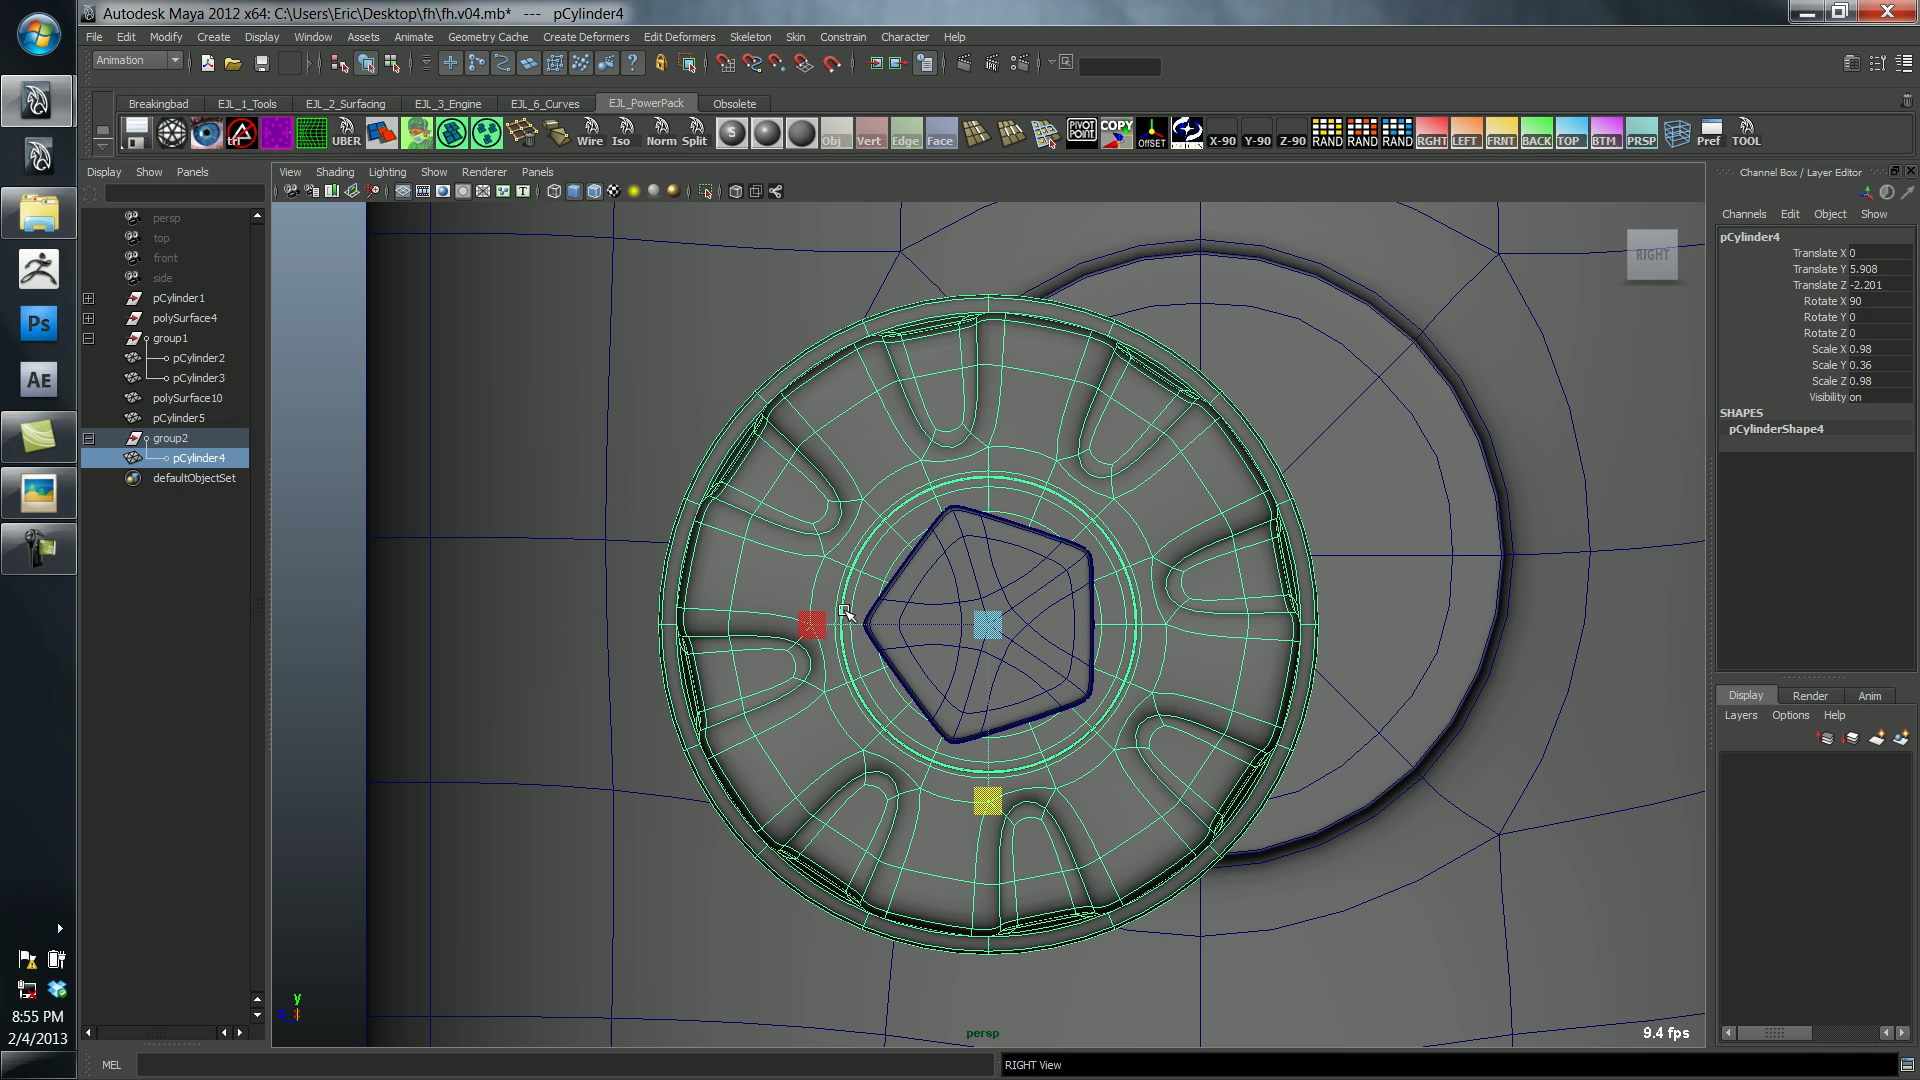 Autodesk Maya 2012 x64: C:\Users\Eric\Desktop\fh\fh.v04.mb* --- pCylinder4
File Edit Modify Create Display Window Assets Animate Geometry Cache Create Deformers Edit Deformers Skeleton Skin Constrain Character Help
Animation
Breakingbad EJL_1_Tools EJL_2_Surfacing EJL_3_Engine EJL_6_Curves EJL_PowerPack Obsolete
tri UBER Wire Iso Norm Split S Obj Vert Edge Face PIVOT POINT COPY OffSET X-90 Y-90 Z-90 RAND RAND RAND RGHT LEFT FRNT BACK TOP BTM PRSP Pref TOOL
Display Show Panels
View Shading Lighting Show Renderer Panels
Channel Box / Layer Editor
Channels Edit Object Show
persp
top
front
side
pCylinder1
polySurface4
group1
pCylinder2
pCylinder3
polySurface10
pCylinder5
group2
pCylinder4
defaultObjectSet
Ps
AE
RIGHT
pCylinder4
Translate X 0
Translate Y 5.908
Translate Z -2.201
Rotate X 90
Rotate Y 0
Rotate Z 0
Scale X 0.98
Scale Y 0.36
Scale Z 0.98
Visibility on
SHAPES
pCylinderShape4
Display Render Anim
Layers Options Help
y
persp
9.4 fps
8:55 PM
2/4/2013
MEL
RIGHT View